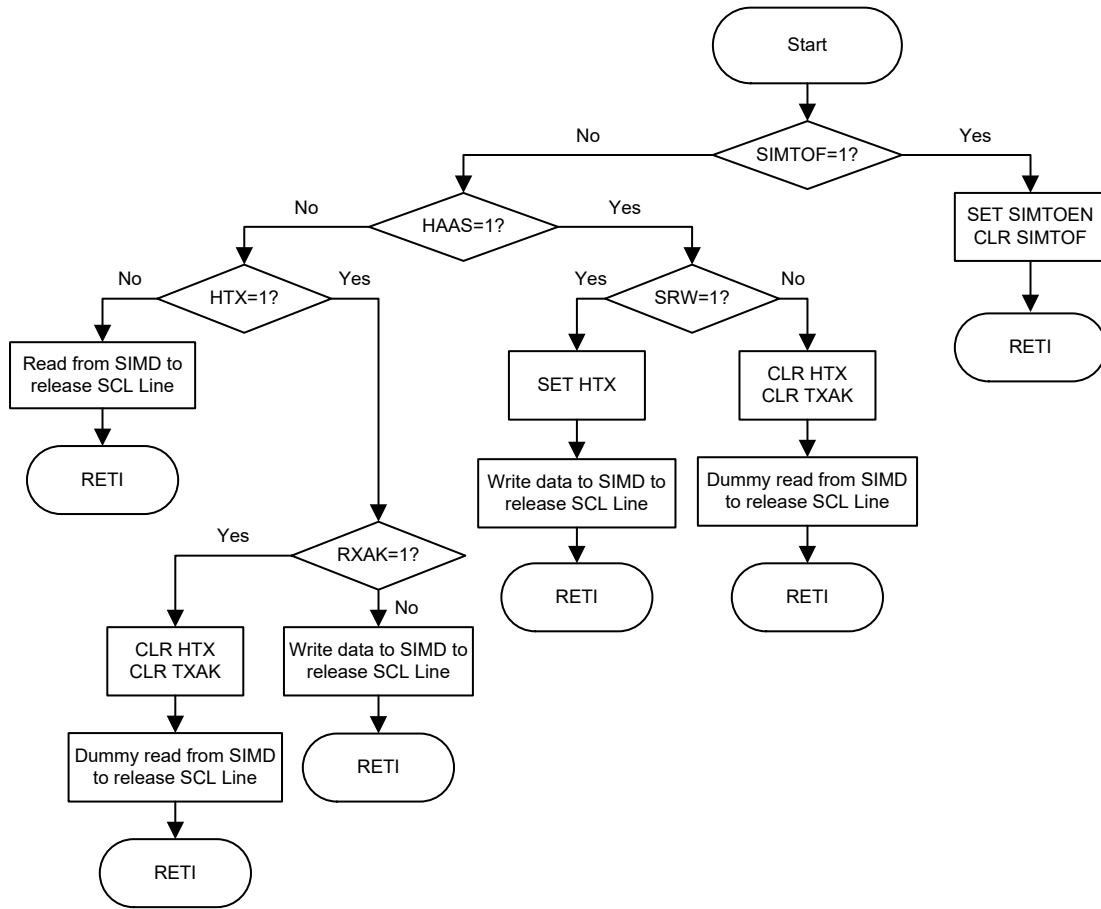 Start
No
SIMTOF=1?
Yes
No
HAAS=1?
Yes
SET SIMTOEN
CLR SIMTOF
No
HTX=1?
Yes
Yes
SRW=1?
No
RETI
Read from SIMD to
release SCL Line
SET HTX
CLR HTX
CLR TXAK
RETI
Write data to SIMD to
release SCL Line
Dummy read from SIMD
to release SCL Line
Yes
RXAK=1?
No
RETI
RETI
CLR HTX
CLR TXAK
Write data to SIMD to
release SCL Line
Dummy read from SIMD
to release SCL Line
RETI
RETI